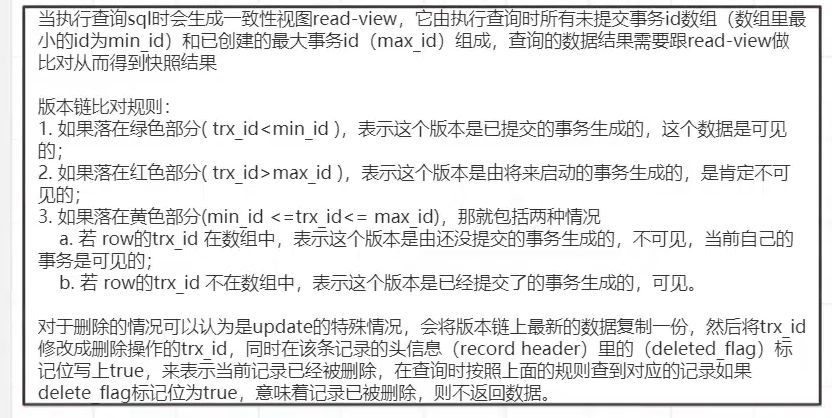 当执行查询sql时会生成一致性视图read-view，它由执行查询时所有未提交事务id数组（数组里最
小的id为min_id）和已创建的最大事务id（max_id）组成，查询的数据结果需要跟read-view做
比对从而得到快照结果
版本链比对规则：
1. 如果落在绿色部分( trx_id<min_id )，表示这个版本是已提交的事务生成的，这个数据是可见
的；
2. 如果落在红色部分( trx_id>max_id )，表示这个版本是由将来启动的事务生成的，是肯定不可
见的；
3. 如果落在黄色部分(min_id <=trx_id<= max_id)，那就包括两种情况
a. 若 row的trx_id 在数组中，表示这个版本是由还没提交的事务生成的，不可见，当前自己的
事务是可见的；
b. 若 row的trx_id 不在数组中，表示这个版本是已经提交了的事务生成的，可见。
对于删除的情况可以认为是update的特殊情况，会将版本链上最新的数据复制一份，然后将trx_id
修改成删除操作的trx_id，同时在该条记录的头信息（record header）里的（deleted_flag）标
记位写上true，来表示当前记录已经被删除，在查询时按照上面的规则查到对应的记录如果
delete_flag标记位为true，意味着记录已被删除，则不返回数据。